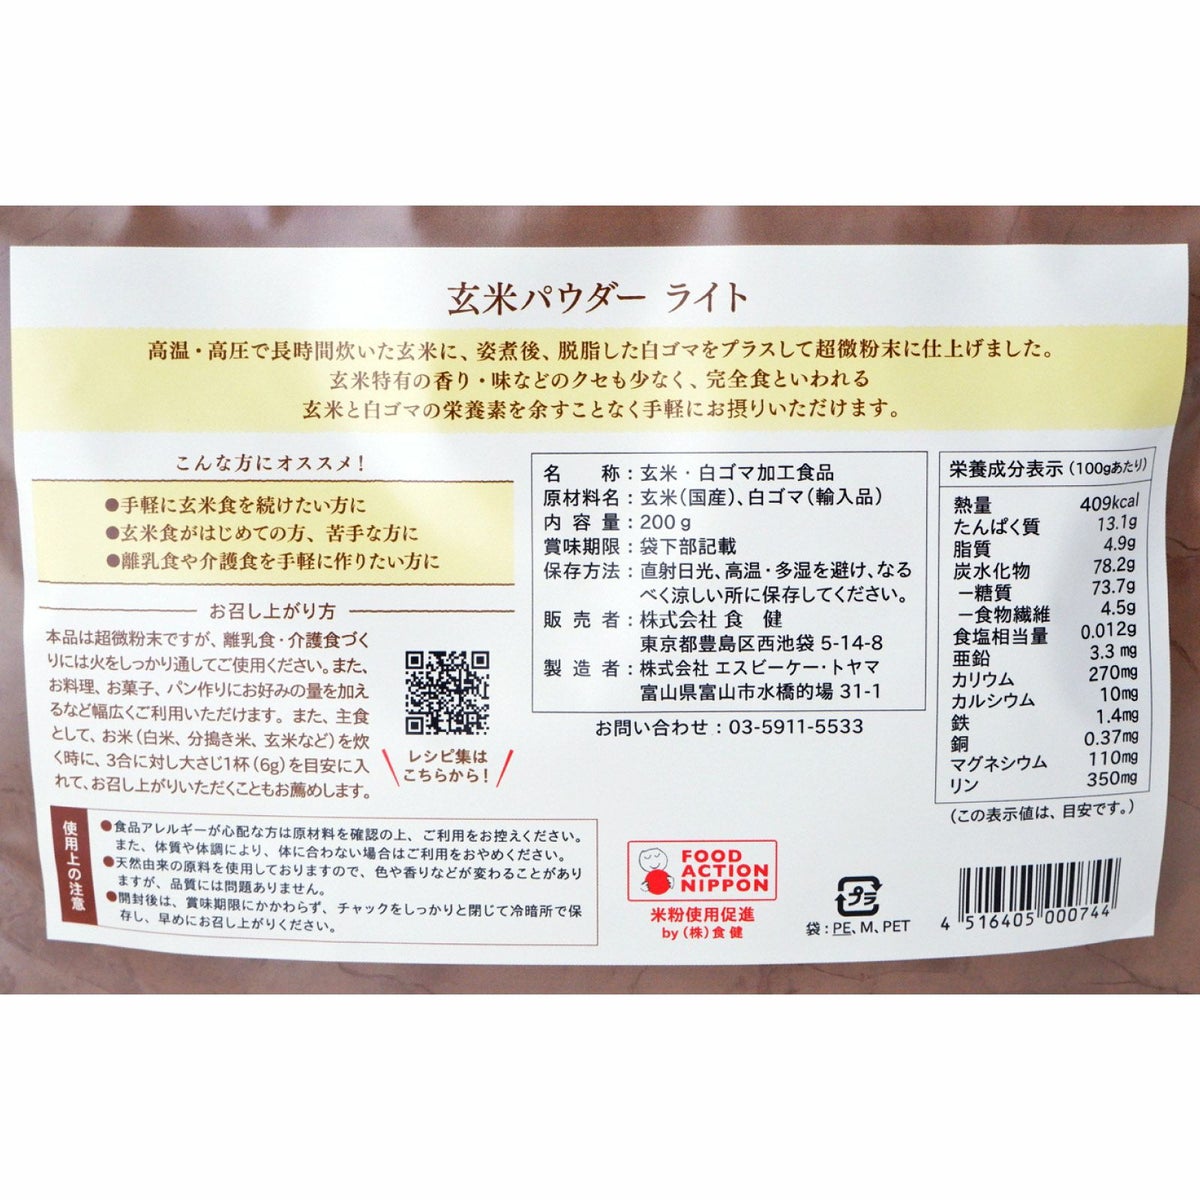 玄米パウダー ライト
高温・高圧で長時間炊いた玄米に、姿煮後、脱脂した白ゴマをプラスして超微粉末に仕上げました。
玄米特有の香り・味などのクセも少なく、完全食といわれる
玄米と白ゴマの栄養素を余すことなく手軽にお摂りいただけます。
こんな方にオススメ！
●手軽に玄米食を続けたい方に
●玄米食がはじめての方、苦手な方に
●離乳食や介護食を手軽に作りたい方に
お召し上がり方
本品は超微粉末ですが、離乳食・介護食づく
りには火をしっかり通してご使用ください。また、
お料理、お菓子、パン作りにお好みの量を加え
るなど幅広くご利用いただけます。また、主食
として、お米（白米、分搗き米、玄米など）を炊
く時に、3合に対し大さじ1杯（6g）を目安に入
れて、お召し上がりいただくこともお薦めします。
レシピ集は
こちらから！
名称：玄米・白ゴマ加工食品
原材料名：玄米（国産）、白ゴマ（輸入品）
内容量：200g
賞味期限：袋下部記載
保存方法：直射日光、高温・多湿を避け、なる
べく涼しい所に保存してください。
販売者：株式会社 食 健
東京都豊島区西池袋 5-14-8
製造者：株式会社 エスビーケー・トヤマ
富山県富山市水橋的場 31-1
お問い合わせ：03-5911-5533
栄養成分表示（100gあたり）
熱量 409kcal
たんぱく質 13.1g
脂質 4.9g
炭水化物 78.2g
－糖質 73.7g
－食物繊維 4.5g
食塩相当量 0.012g
亜鉛 3.3mg
カリウム 270mg
カルシウム 10mg
鉄 1.4mg
銅 0.37mg
マグネシウム 110mg
リン 350mg
（この表示値は、目安です。）
使用上の注意
●食品アレルギーが心配な方は原材料を確認の上、ご利用をお控えください。
また、体質や体調により、体に合わない場合はご利用をおやめください。
●天然由来の原料を使用しておりますので、色や香りなどが変わることがあり
ますが、品質には問題ありません。
●開封後は、賞味期限にかかわらず、チャックをしっかりと閉じて冷暗所で保
存し、早めにお召し上がりください。
FOOD
ACTION
NIPPON
米粉使用促進
by（株）食健
プラ
袋：PE、M、PET
4 516405 000744